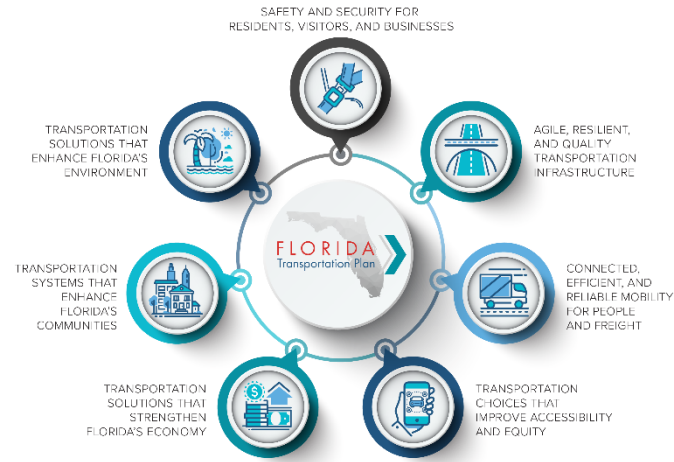 SAFETY AND SECURITY FOR
RESIDENTS, VISITORS, AND BUSINESSES
AGILE, RESILIENT,
AND QUALITY
TRANSPORTATION
INFRASTRUCTURE
CONNECTED,
EFFICIENT, AND
RELIABLE MOBILITY
FOR PEOPLE
AND FREIGHT
TRANSPORTATION
CHOICES THAT
IMPROVE ACCESSIBILITY
AND EQUITY
TRANSPORTATION
SOLUTIONS THAT
STRENGTHEN
FLORIDA'S ECONOMY
TRANSPORTATION
SYSTEMS THAT
ENHANCE
FLORIDA'S
COMMUNITIES
TRANSPORTATION
SOLUTIONS THAT
ENHANCE FLORIDA'S
ENVIRONMENT
FLORIDA
Transportation Plan
$